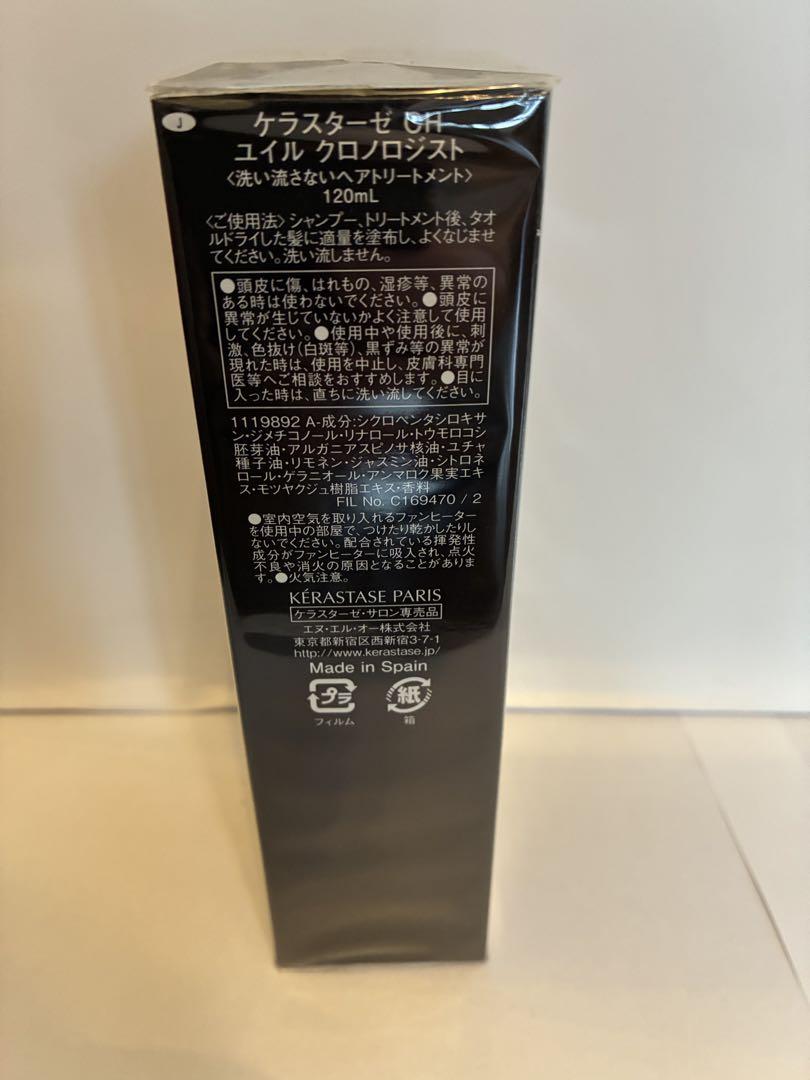 J
ケラスターゼ CH
ユイル クロノロジスト
〈洗い流さないヘアトリートメント〉
120mL
〈ご使用法〉シャンプー、トリートメント後、タオ
ルドライした髪に適量を塗布し、よくなじませ
てください。洗い流しません。
●頭皮に傷、はれもの、湿疹等、異常の
ある時は使わないでください。●頭皮に
異常が生じていないかよく注意して使用
してください。●使用中や使用後に、刺
激、色抜け(白斑等)、黒ずみ等の異常が
現れた時は、使用を中止し、皮膚科専門
医等へご相談をおすすめします。●目に
入った時は、直ちに洗い流してください。
1119892 A-成分:シクロペンタシロキサ
ン・ジメチコノール・リナロール・トウモロコシ
胚芽油・アルガニアスピノサ核油・ユチャ
種子油・リモネン・ジャスミン油・シトロネ
ロール・ゲラニオール・アンマロク果実エキ
ス・モツヤクジュ樹脂エキス・香料
FIL No. C169470 / 2
●室内空気を取り入れるファンヒーター
を使用中の部屋で、つけたり乾かしたりし
ないでください。配合されている揮発性
成分がファンヒーターに吸入され、点火
不良や消火の原因となることがありま
す。●火気注意。
KÉRASTASE PARIS
ケラスターゼ・サロン専売品
エヌ・エル・オー株式会社
東京都新宿区西新宿3-7-1
http://www.kerastase.jp/
Made in Spain
プラ 紙
フィルム 箱